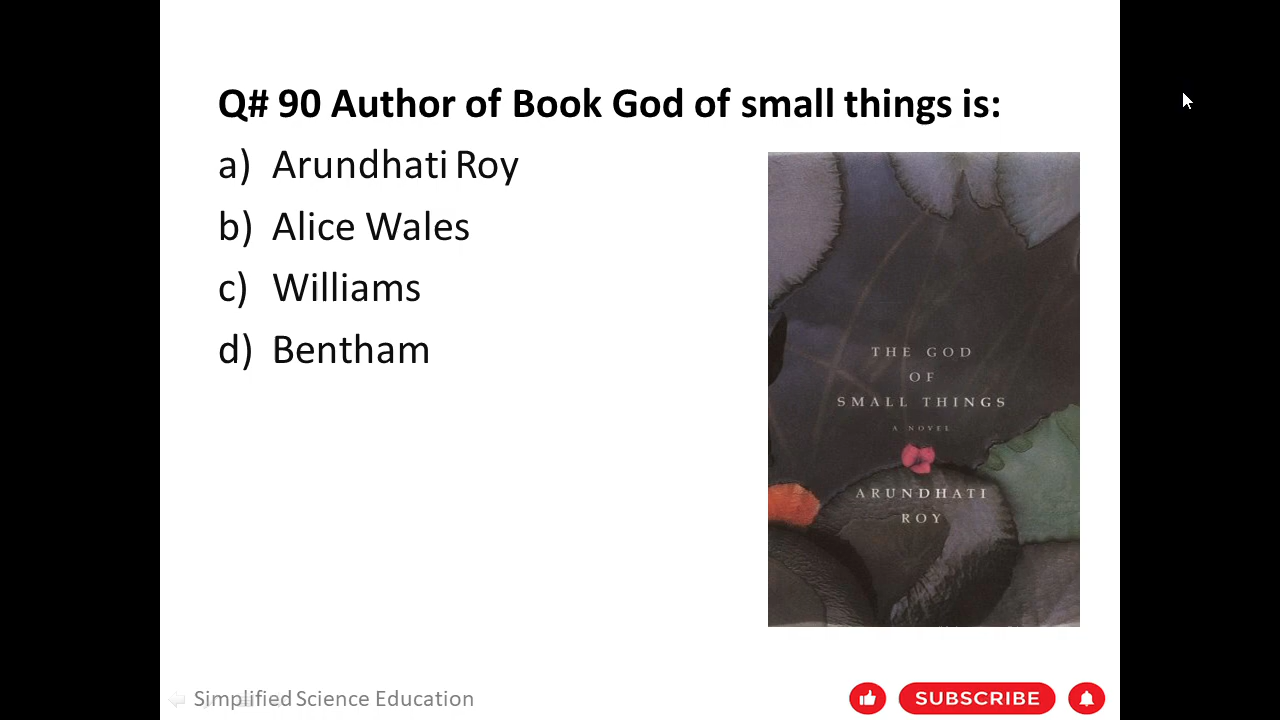 Q# 90 Author of Book God of small things is:
a) Arundhati Roy
b) Alice Wales
c) Williams
d) Bentham
THE GOD
OF
SMALL THINGS
A NOVEL
ARUNDHATI
ROY
Simplified Science Education
SUBSCRIBE